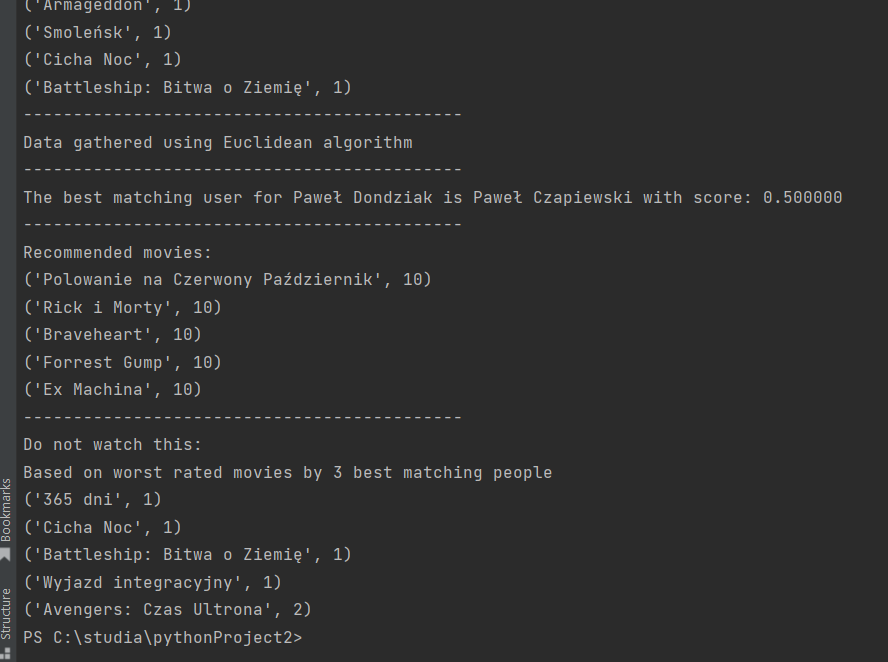 ('Armageddon', 1)
('Smoleńsk', 1)
('Cicha Noc', 1)
('Battleship: Bitwa o Ziemię', 1)
--------------------------------------------
Data gathered using Euclidean algorithm
--------------------------------------------
The best matching user for Paweł Dondziak is Paweł Czapiewski with score: 0.500000
--------------------------------------------
Recommended movies:
('Polowanie na Czerwony Październik', 10)
('Rick i Morty', 10)
('Braveheart', 10)
('Forrest Gump', 10)
('Ex Machina', 10)
--------------------------------------------
Do not watch this:
Based on worst rated movies by 3 best matching people
('365 dni', 1)
('Cicha Noc', 1)
('Battleship: Bitwa o Ziemię', 1)
('Wyjazd integracyjny', 1)
('Avengers: Czas Ultrona', 2)
PS C:\studia\pythonProject2>
Bookmarks
Structure